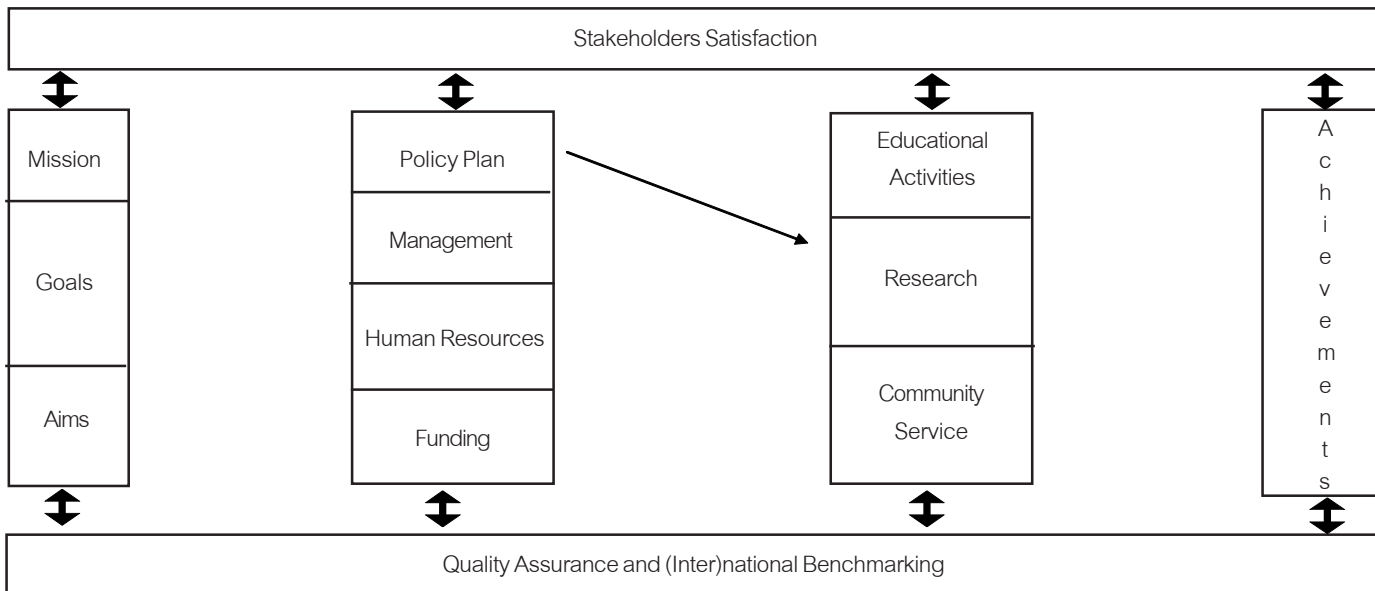 Stakeholders Satisfaction
Mission
Goals
Aims
Policy Plan
Management
Human Resources
Funding
Educational
Activities
Research
Community
Service
A
c
h
i
e
v
e
m
e
n
t
s
Quality Assurance and (Inter)national Benchmarking